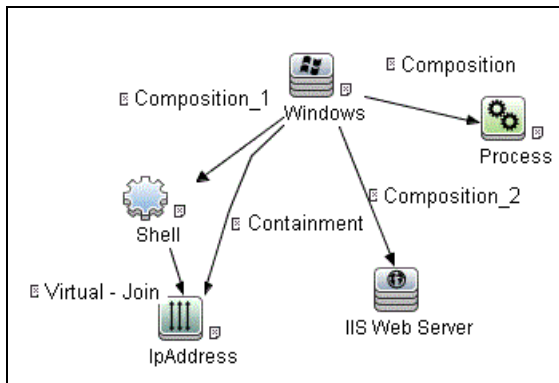 Composition
Composition_1
Windows
Process
Composition_2
Shell
Containment
Virtual - Join
IIS Web Server
IpAddress